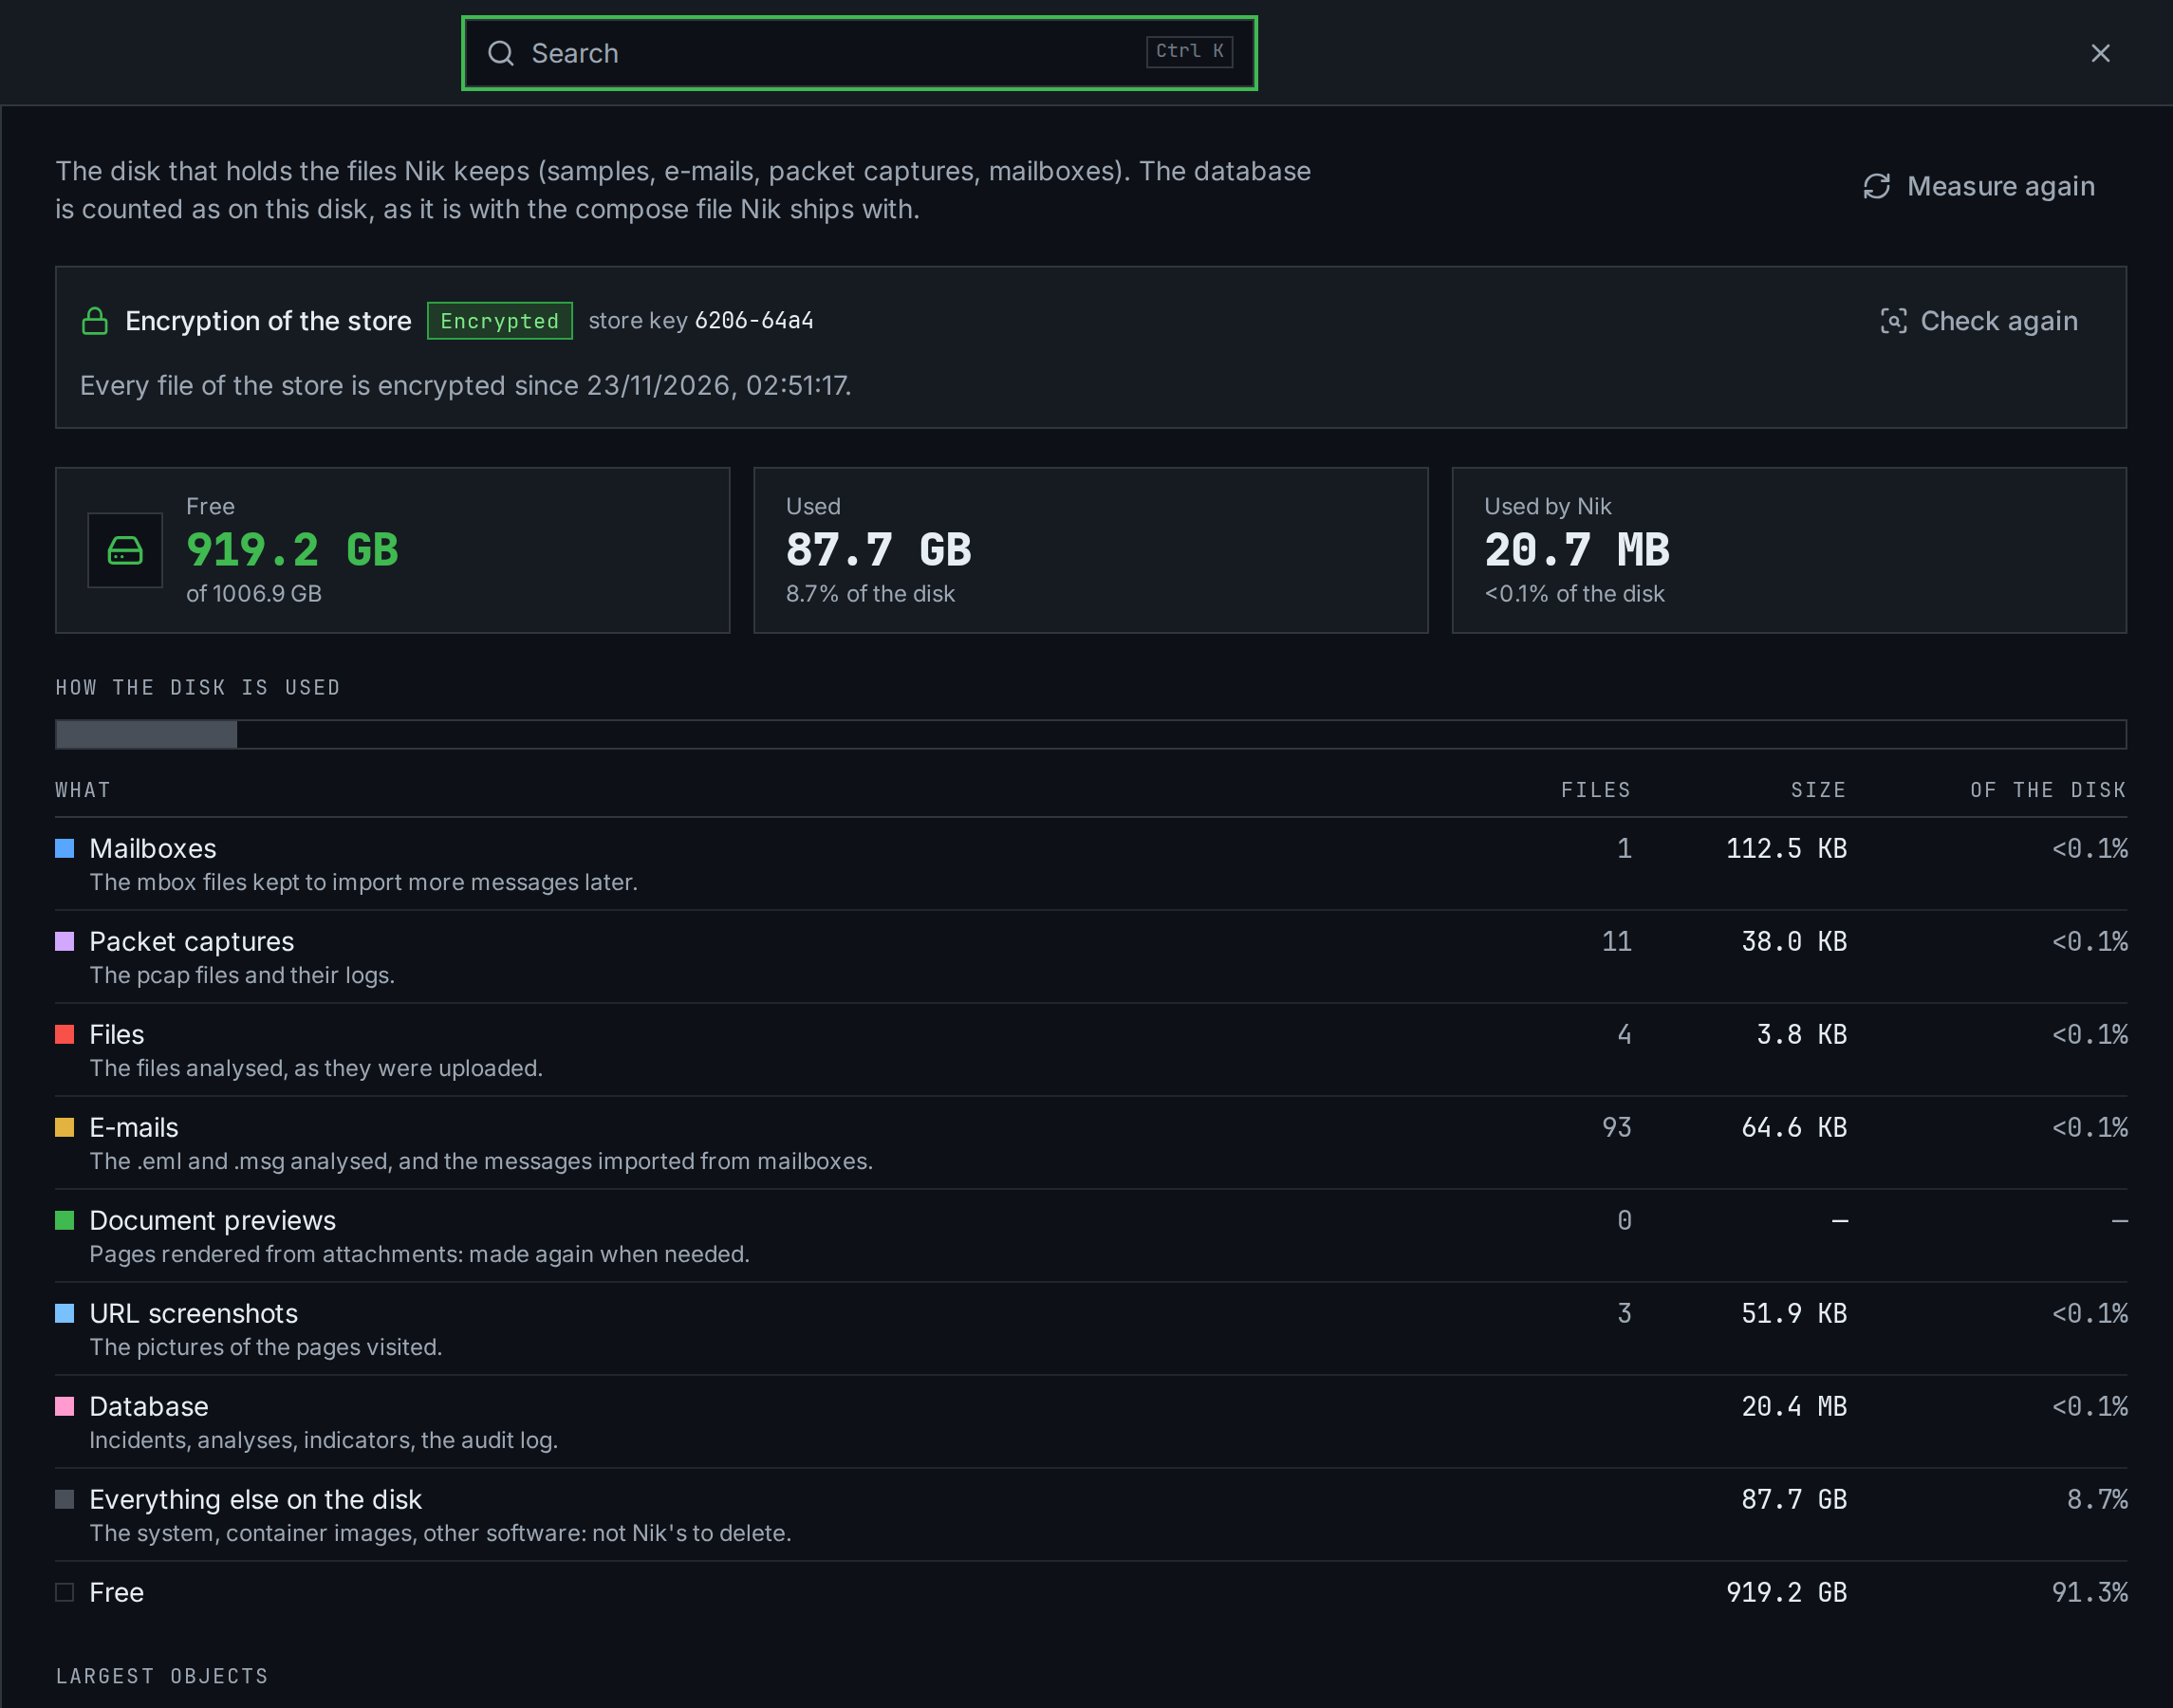 Search
Ctrl K
The disk that holds the files Nik keeps (samples, e-mails, packet captures, mailboxes). The database
is counted as on this disk, as it is with the compose file Nik ships with.
Measure again
Encryption of the store
Encrypted
store key 6206-64a4
Check again
Every file of the store is encrypted since 23/11/2026, 02:51:17.
Free
919.2 GB
of 1006.9 GB
Used
87.7 GB
8.7% of the disk
Used by Nik
20.7 MB
<0.1% of the disk
HOW THE DISK IS USED
WHAT FILES SIZE OF THE DISK
Mailboxes 1 112.5 KB <0.1%
The mbox files kept to import more messages later.
Packet captures 11 38.0 KB <0.1%
The pcap files and their logs.
Files 4 3.8 KB <0.1%
The files analysed, as they were uploaded.
E-mails 93 64.6 KB <0.1%
The .eml and .msg analysed, and the messages imported from mailboxes.
Document previews 0 — —
Pages rendered from attachments: made again when needed.
URL screenshots 3 51.9 KB <0.1%
The pictures of the pages visited.
Database 20.4 MB <0.1%
Incidents, analyses, indicators, the audit log.
Everything else on the disk 87.7 GB 8.7%
The system, container images, other software: not Nik's to delete.
Free 919.2 GB 91.3%
LARGEST OBJECTS